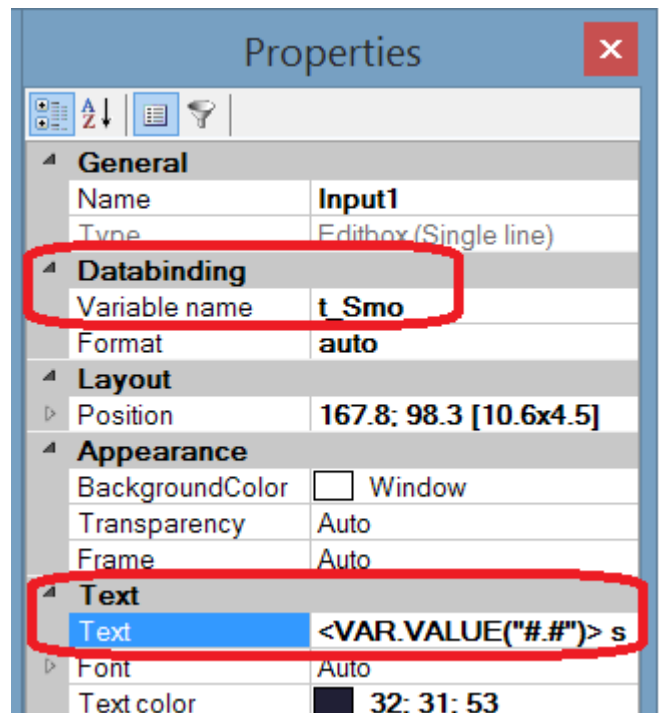 Properties
General
Name Input1
Type Editbox (Single line)
Databinding
Variable name t_Smo
Format auto
Layout
Position 167.8; 98.3 [10.6x4.5]
Appearance
BackgroundColor Window
Transparency Auto
Frame Auto
Text
Text <VAR.VALUE("#.#")> s
Font Auto
Text color 32; 31; 53